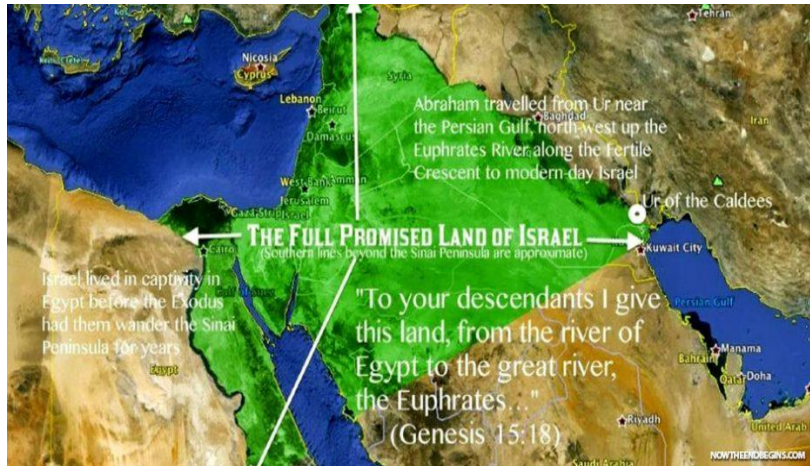 Tehrān
Nicosia
Cyprus
Syria
Lebanon
Beirut
Damascus
Abraham travelled from Ur near
the Persian Gulf, north-west up the
Euphrates River along the Fertile
Crescent to modern-day Israel
Baghdad
Iran
West Bank
Amman
Jerusalem
Gaza Strip
Israel
Ur of the Caldees
THE FULL PROMISED LAND OF ISRAEL
(Southern lines beyond the Sinai Peninsula are approximate)
Kuwait City
Cairo
Israel lived in captivity in
Egypt before the Exodus
had them wander the Sinai
Peninsula for years
Gulf of Suez
"To your descendants I give
this land, from the river of
Egypt to the great river,
the Euphrates..."
(Genesis 15:18)
Persian Gulf
Egypt
Manama
Bahrain
Qatar
Doha
Riyadh
United Arab
Saudi Arabia
NOWTHEENDBEGINS.COM